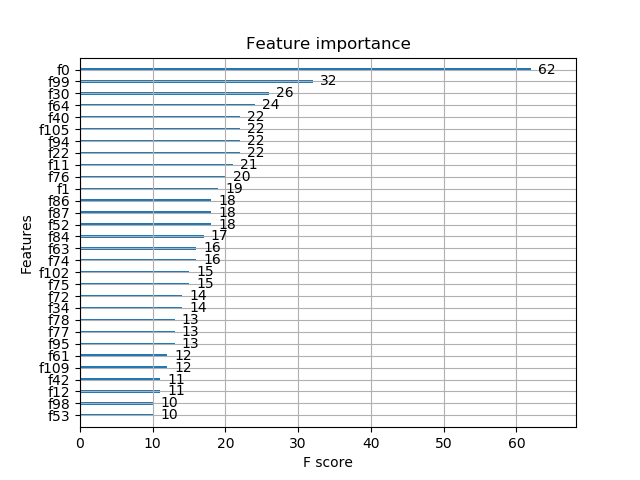 Feature importance
Features
f0 62
f99 32
f30 26
f64 24
f40 22
f105 22
f94 22
f22 22
f11 21
f76 20
f1 19
f86 18
f87 18
f52 18
f84 17
f63 16
f74 16
f102 15
f75 15
f72 14
f34 14
f78 13
f77 13
f95 13
f61 12
f109 12
f42 11
f12 11
f98 10
f53 10
0 10 20 30 40 50 60
F score